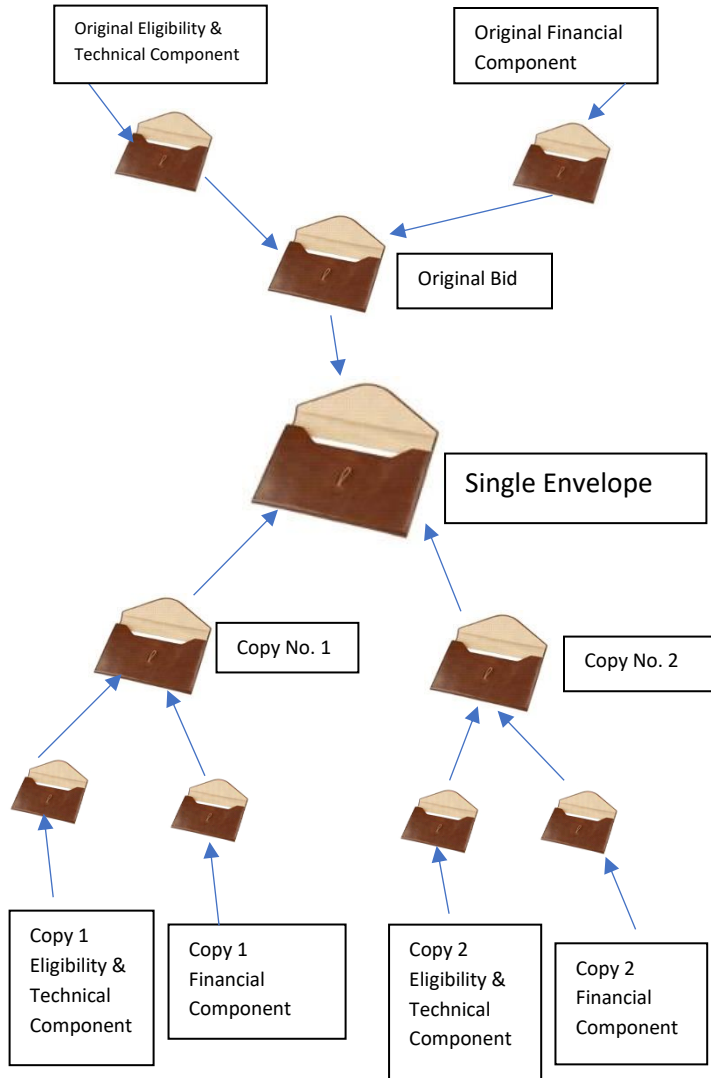 Original Eligibility &
Technical Component
Original Financial
Component
Original Bid
Single Envelope
Copy No. 1
Copy No. 2
Copy 1
Eligibility &
Technical
Component
Copy 1
Financial
Component
Copy 2
Eligibility &
Technical
Component
Copy 2
Financial
Component